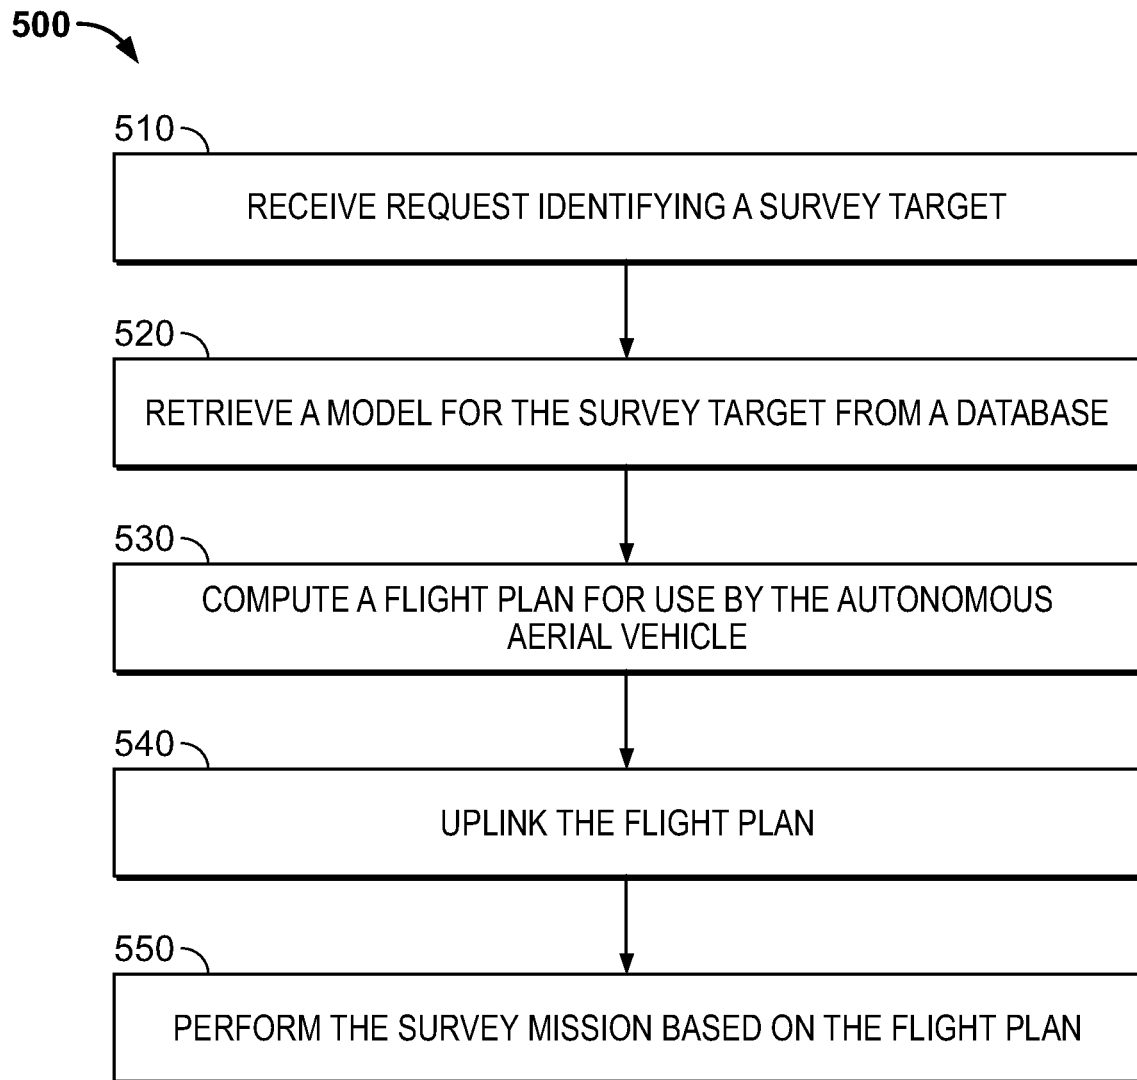 500
510
RECEIVE REQUEST IDENTIFYING A SURVEY TARGET
520
RETRIEVE A MODEL FOR THE SURVEY TARGET FROM A DATABASE
530
COMPUTE A FLIGHT PLAN FOR USE BY THE AUTONOMOUS
AERIAL VEHICLE
540
UPLINK THE FLIGHT PLAN
550
PERFORM THE SURVEY MISSION BASED ON THE FLIGHT PLAN